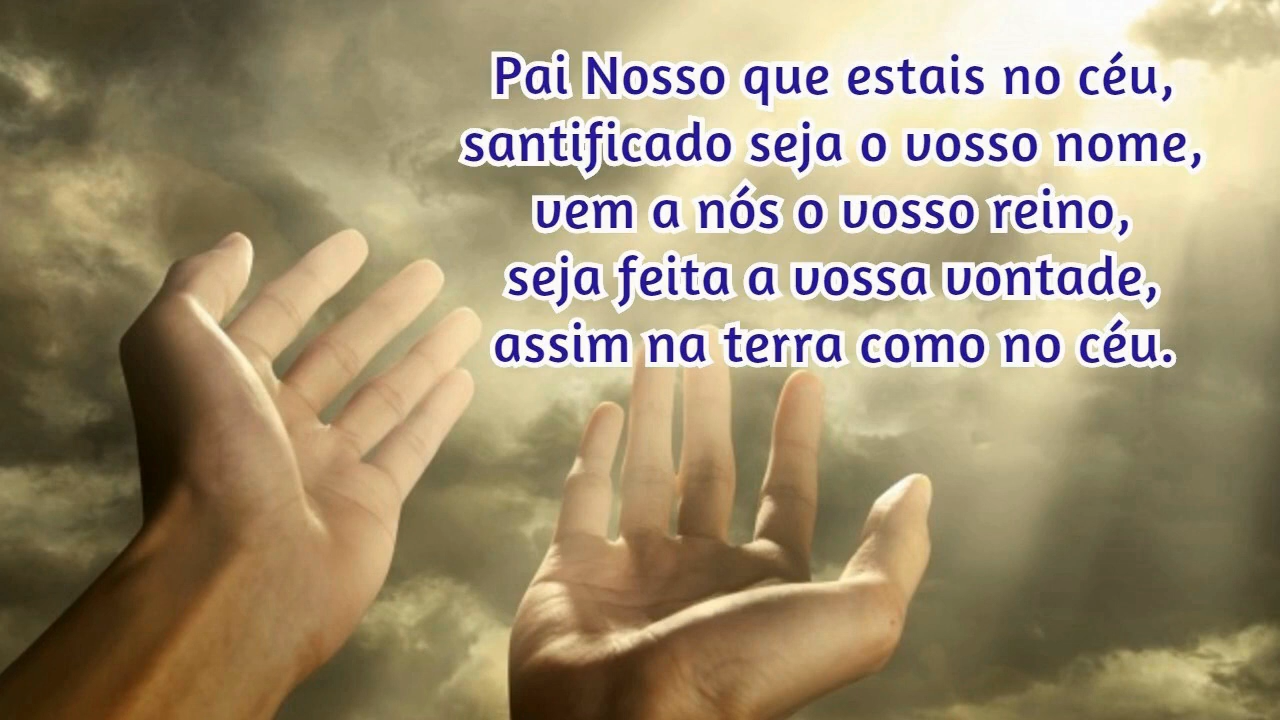 Pai Nosso que estais no céu,
santificado seja o vosso nome,
vem a nós o vosso reino,
seja feita a vossa vontade,
assim na terra como no céu.